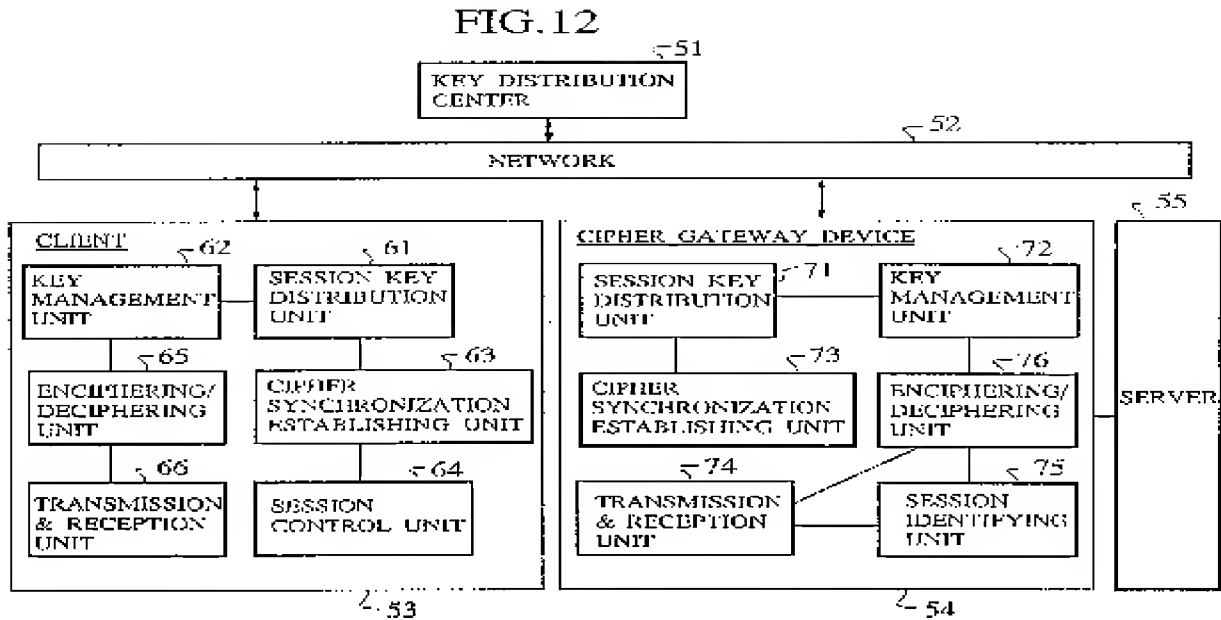 FIG.12
51
KEY DISTRIBUTION
CENTER
52
NETWORK
55
CLIENT
62
61
KEY
MANAGEMENT
UNIT
SESSION KEY
DISTRIBUTION
UNIT
65
63
ENCIPHERING/
DECIPHERING
UNIT
CIPHER
SYNCHRONIZATION
ESTABLISHING UNIT
66
64
TRANSMISSION
& RECEPTION
UNIT
SESSION
CONTROL UNIT
53
CIPHER GATEWAY DEVICE
71
72
SESSION KEY
DISTRIBUTION
UNIT
KEY
MANAGEMENT
UNIT
73
76
CIPHER
SYNCHRONIZATION
ESTABLISHING UNIT
ENCIPHERING/
DECIPHERING
UNIT
74
75
TRANSMISSION
& RECEPTION
UNIT
SESSION
IDENTIFYING
UNIT
54
SERVER